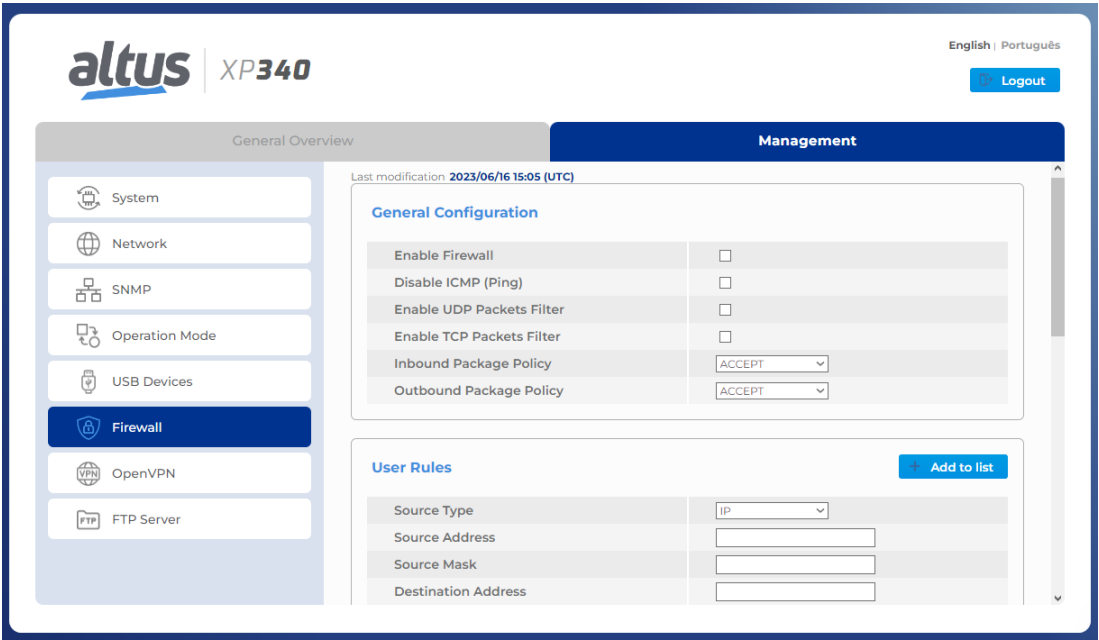 English | Português
altus XP340
Logout
General Overview
Management
Last modification 2023/06/16 15:05 (UTC)
System
Network
SNMP
Operation Mode
USB Devices
Firewall
VPN OpenVPN
FTP FTP Server
General Configuration
Enable Firewall
Disable ICMP (Ping)
Enable UDP Packets Filter
Enable TCP Packets Filter
Inbound Package Policy ACCEPT
Outbound Package Policy ACCEPT
User Rules
+ Add to list
Source Type IP
Source Address
Source Mask
Destination Address